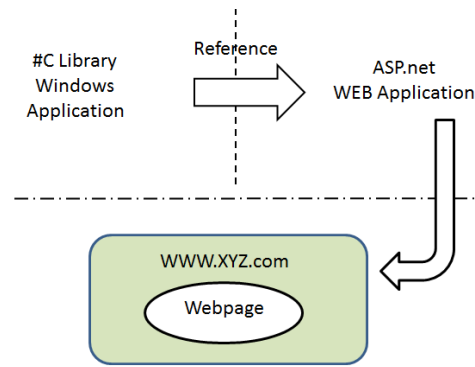 #C Library
Windows
Application
Reference
ASP.net
WEB Application
WWW.XYZ.com
Webpage